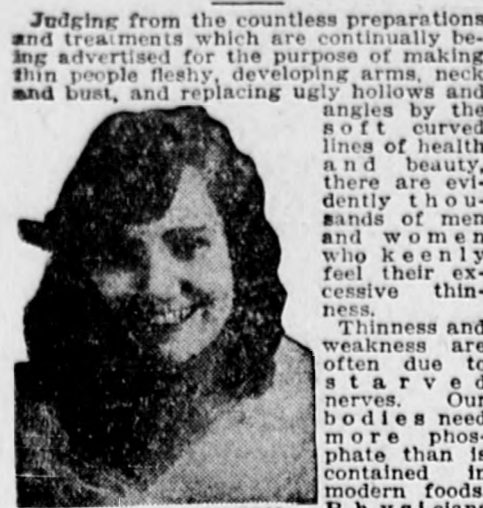 Judging from the countless preparations
and treatments which are continually be-
ing advertised for the purpose of making
thin people fleshy, developing arms, neck
and bust, and replacing ugly hollows and
angles by the
soft curved
lines of health
and beauty,
there are evi-
dently thou-
sands of men
and women
who keenly
feel their ex-
cessive thin-
ness.
Thinness and
weakness are
often due to
starved
nerves. Our
bodies need
more phos-
phate than is
contained in
modern foods.
Physicians